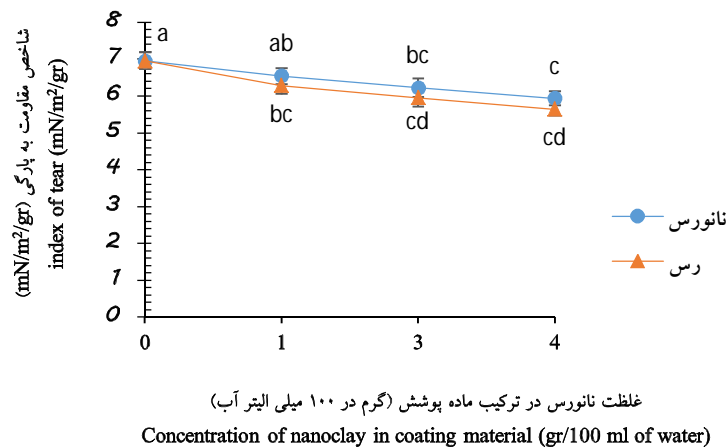 شاخص مقاومت به پارگی (mN/m²/gr)
index of tear (mN/m²/gr)
8
7
6
5
4
3
2
1
0
a
ab
bc
c
bc
cd
cd
0
1
3
4
نانورس
رس
غلظت نانورس در ترکیب ماده پوشش (گرم در ۱۰۰ میلی الیتر آب)
Concentration of nanoclay in coating material (gr/100 ml of water)